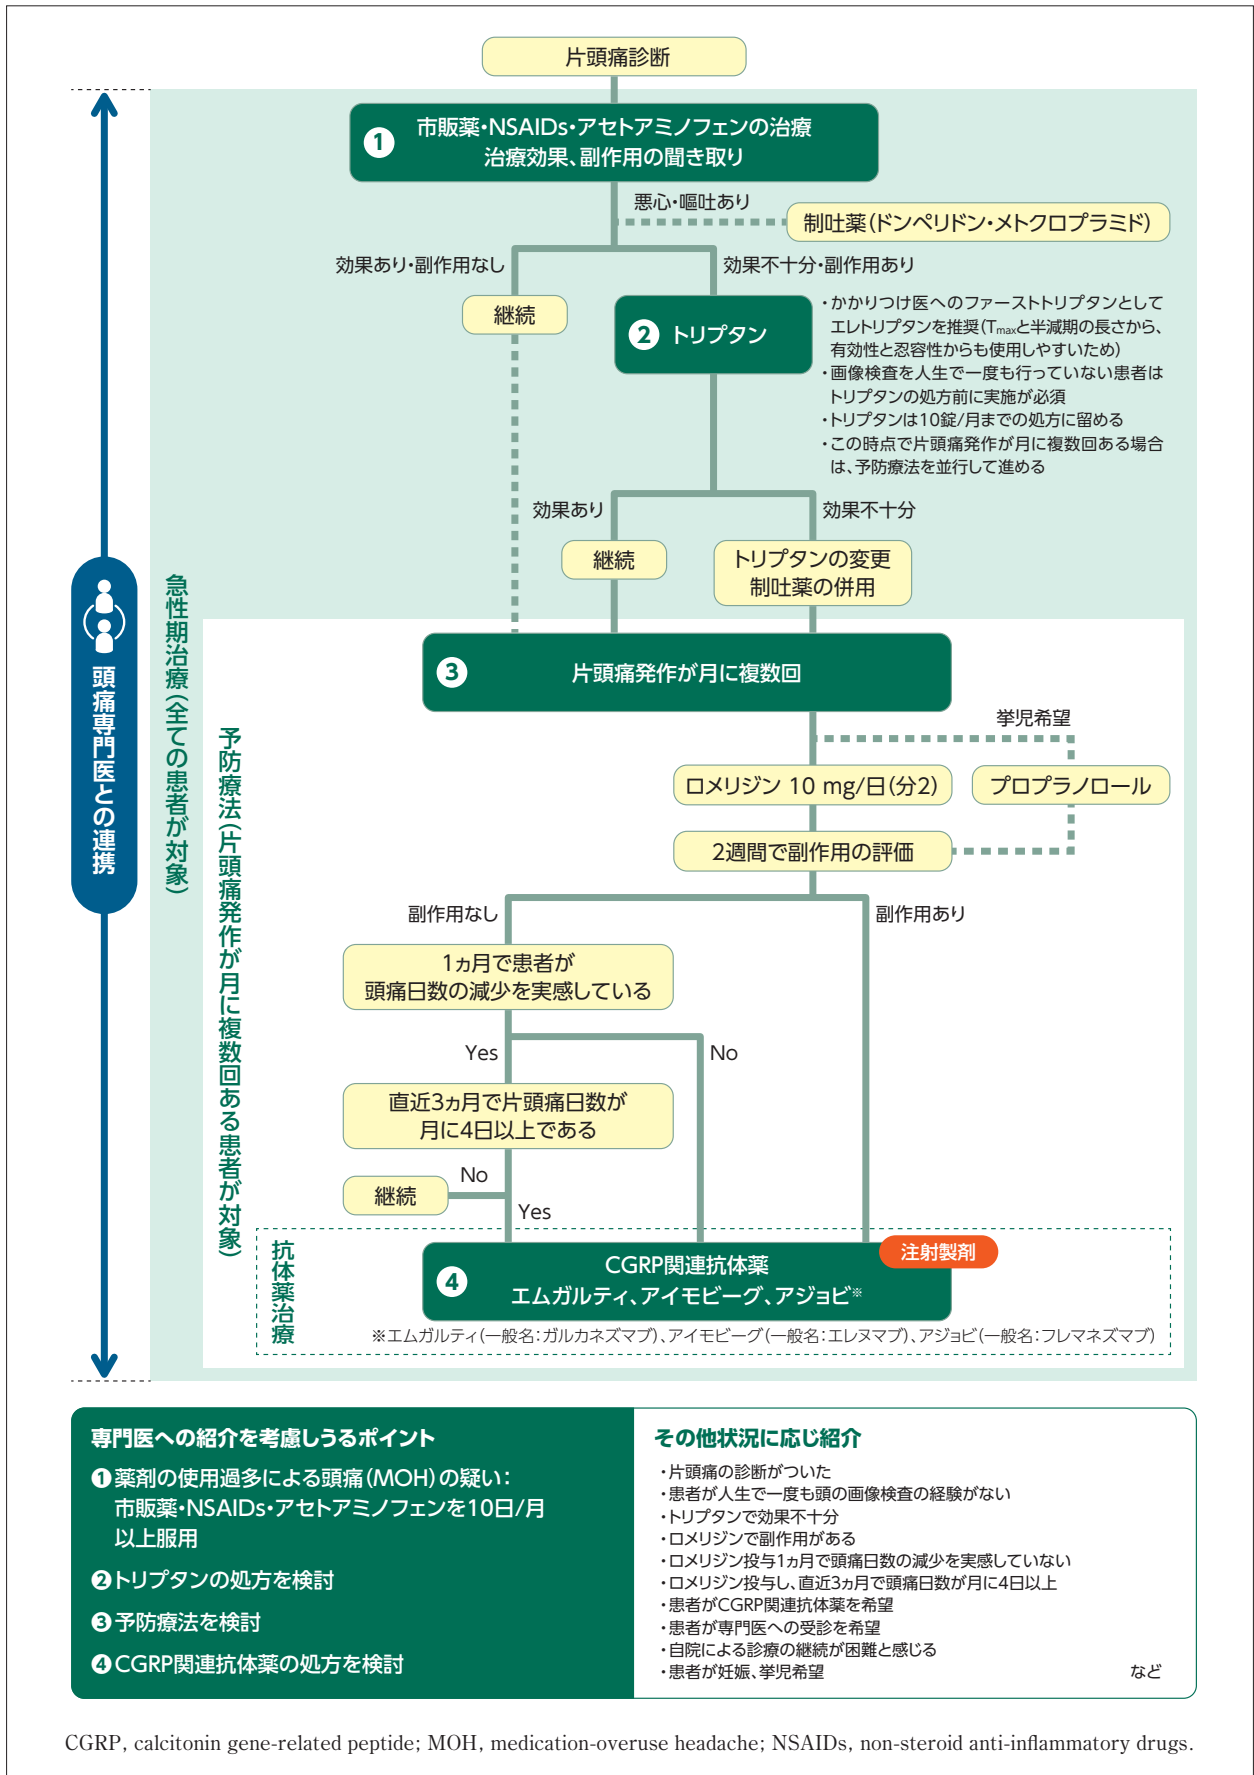 片頭痛診断
❶ 市販薬・NSAIDs・アセトアミノフェンの治療
治療効果、副作用の聞き取り
悪心・嘔吐あり
制吐薬(ドンペリドン・メトクロプラミド)
効果あり・副作用なし
効果不十分・副作用あり
継続
❷ トリプタン
・かかりつけ医へのファーストトリプタンとして
エレトリプタンを推奨(Tmaxと半減期の長さから、
有効性と忍容性からも使用しやすいため)
・画像検査を人生で一度も行っていない患者は
トリプタンの処方前に実施が必須
・トリプタンは10錠/月までの処方に留める
・この時点で片頭痛発作が月に複数回ある場合
は、予防療法を並行して進める
効果あり
効果不十分
継続
トリプタンの変更
制吐薬の併用
頭痛専門医との連携
急性期治療(全ての患者が対象)
予防療法(片頭痛発作が月に複数回ある患者が対象)
❸ 片頭痛発作が月に複数回
挙児希望
ロメリジン 10 mg/日(分2)
プロプラノロール
2週間で副作用の評価
副作用なし
副作用あり
1ヵ月で患者が
頭痛日数の減少を実感している
Yes
No
直近3ヵ月で片頭痛日数が
月に4日以上である
No
継続
Yes
抗体薬治療
注射製剤
❹ CGRP関連抗体薬
エムガルティ、アイモビーグ、アジョビ※
※エムガルティ(一般名:ガルカネズマブ)、アイモビーグ(一般名:エレヌマブ)、アジョビ(一般名:フレマネズマブ)
専門医への紹介を考慮しうるポイント
❶薬剤の使用過多による頭痛(MOH)の疑い:
市販薬・NSAIDs・アセトアミノフェンを10日/月
以上服用
❷トリプタンの処方を検討
❸予防療法を検討
❹CGRP関連抗体薬の処方を検討
その他状況に応じ紹介
・片頭痛の診断がついた
・患者が人生で一度も頭の画像検査の経験がない
・トリプタンで効果不十分
・ロメリジンで副作用がある
・ロメリジン投与1ヵ月で頭痛日数の減少を実感していない
・ロメリジン投与し、直近3ヵ月で頭痛日数が月に4日以上
・患者がCGRP関連抗体薬を希望
・患者が専門医への受診を希望
・自院による診療の継続が困難と感じる
・患者が妊娠、挙児希望 など
CGRP, calcitonin gene-related peptide; MOH, medication-overuse headache; NSAIDs, non-steroid anti-inflammatory drugs.